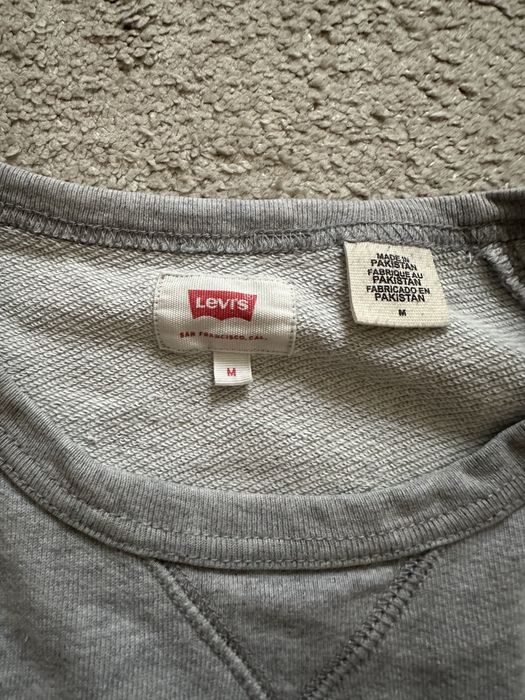 Levi's
SAN FRANCISCO, CAL.
M
MADE IN
PAKISTAN
FABRIQUE AU
PAKISTAN
FABRICADO EN
PAKISTAN
M